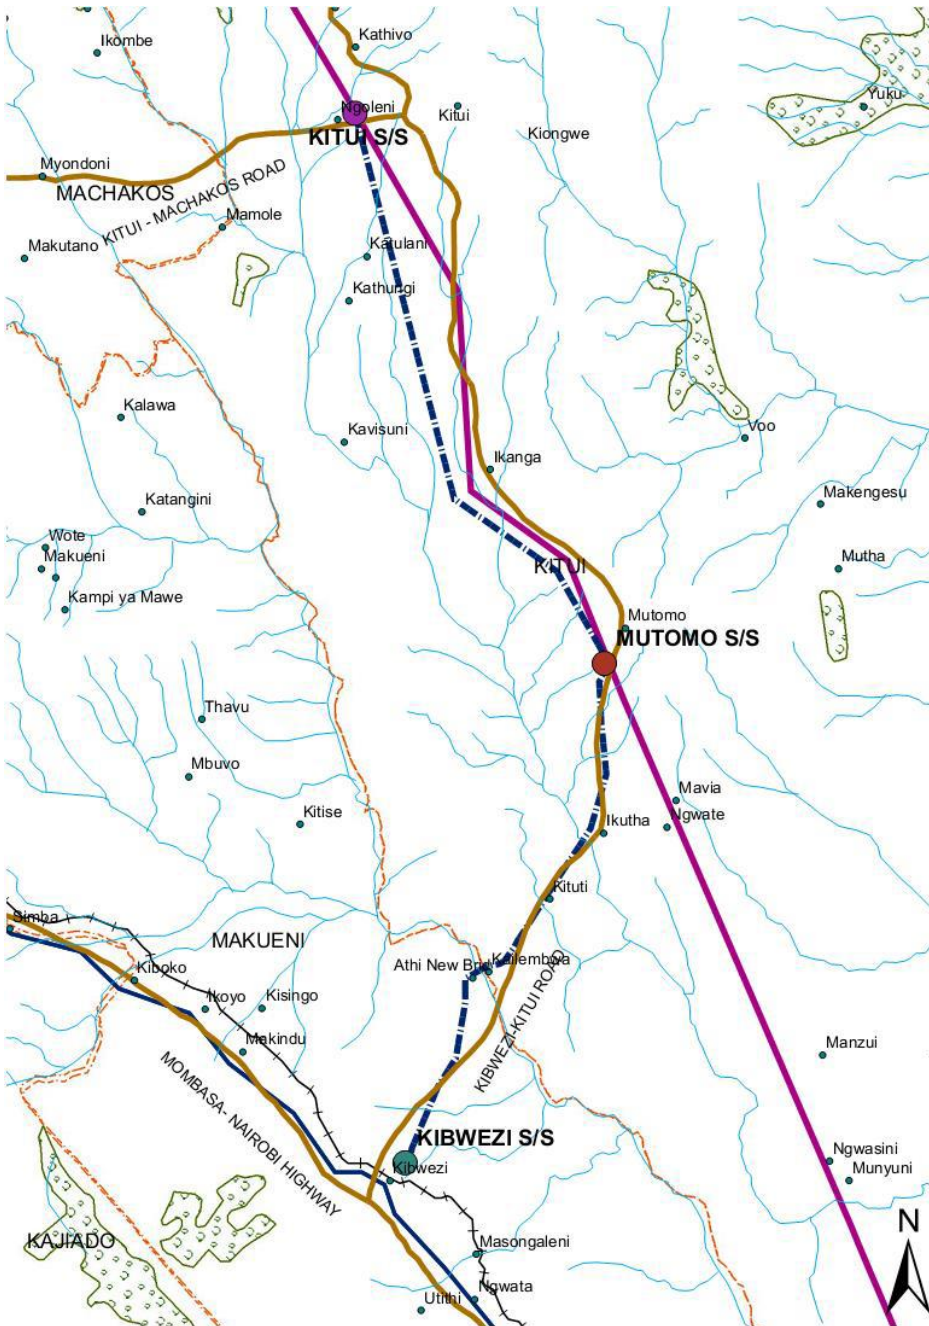 Kathivo
Ikombe
Yuku
Ngoleni
Kitui
Kiongwe
KITUI S/S
Myondoni
MACHAKOS
KITUI - MACHAKOS ROAD
Mamole
Makutano
Katulani
Kathungi
Kalawa
Kavisuni
Voo
Ikanga
Katangini
Makengesu
Wote
Makueni
KITUI
Mutha
Kampi ya Mawe
Mutomo
MUTOMO S/S
Thavu
Mbuvo
Mavia
Kitise
Ikutha
Ngwate
Kituti
Simba
MAKUENI
Athi New Brid
Kailembwa
Kiboko
Ikoyo
Kisingo
KIBWEZI-KITUI ROAD
Makindu
Manzui
MOMBASA- NAIROBI HIGHWAY
KIBWEZI S/S
Kibwezi
Ngwasini
Munyuni
N
KAJIADO
Masongaleni
Ngwata
Utithi